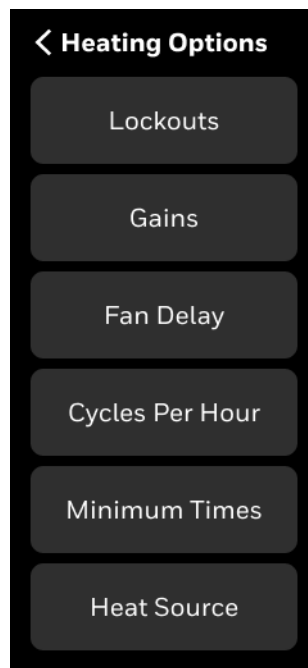 Heating Options
Lockouts
Gains
Fan Delay
Cycles Per Hour
Minimum Times
Heat Source